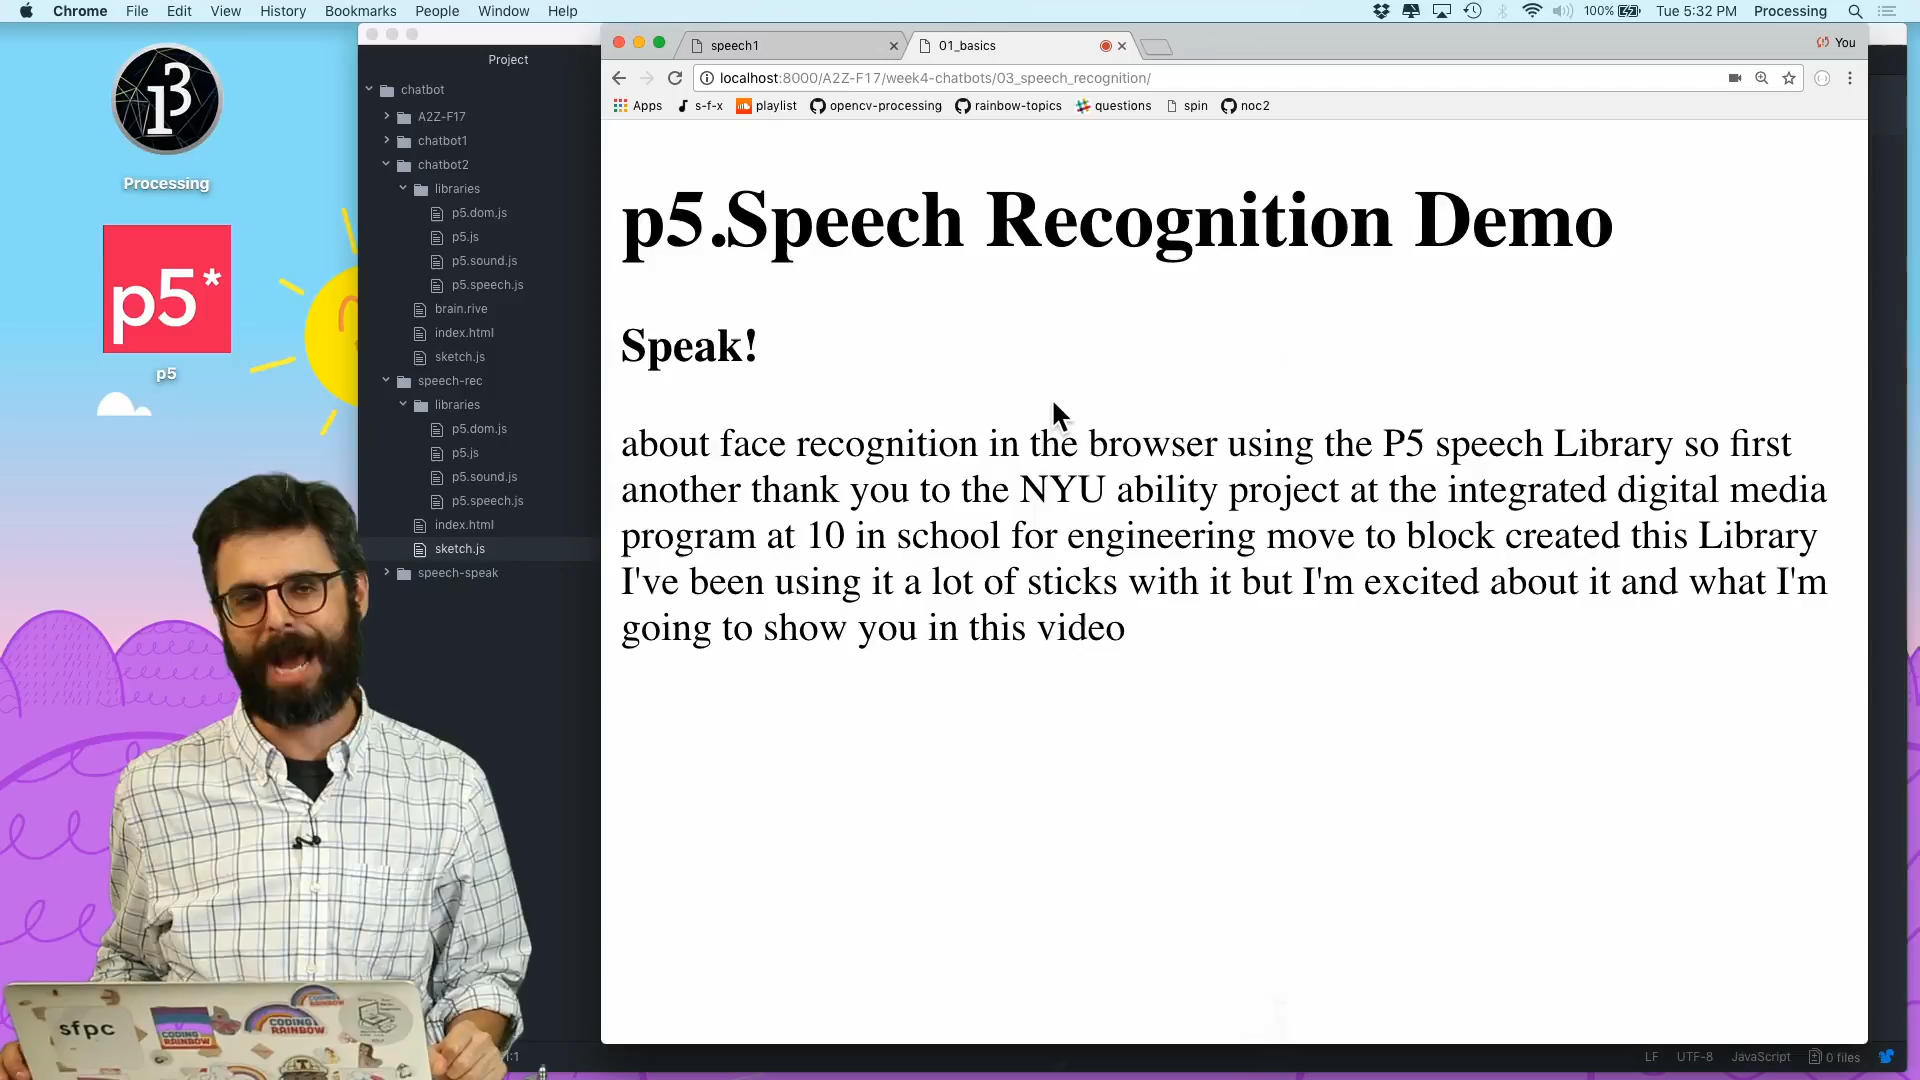 Chrome File Edit View History Bookmarks People Window Help 100% Tue 5:32 PM Processing
Processing
p5*
p5
Project
chatbot
A2Z-F17
chatbot1
chatbot2
libraries
p5.dom.js
p5.js
p5.sound.js
p5.speech.js
brain.rive
index.html
sketch.js
speech-rec
libraries
p5.dom.js
p5.js
p5.sound.js
p5.speech.js
index.html
sketch.js
speech-speak
speech1
01_basics
You
localhost:8000/A2Z-F17/week4-chatbots/03_speech_recognition/
Apps s-f-x playlist opencv-processing rainbow-topics questions spin noc2
p5.Speech Recognition Demo
Speak!
about face recognition in the browser using the P5 speech Library so first
another thank you to the NYU ability project at the integrated digital media
program at 10 in school for engineering move to block created this Library
I've been using it a lot of sticks with it but I'm excited about it and what I'm
going to show you in this video
sfpc
CODING
RAINBOW
CODING
RAINBOW
CODING
RAINBOW
1:1
LF UTF-8 JavaScript 0 files